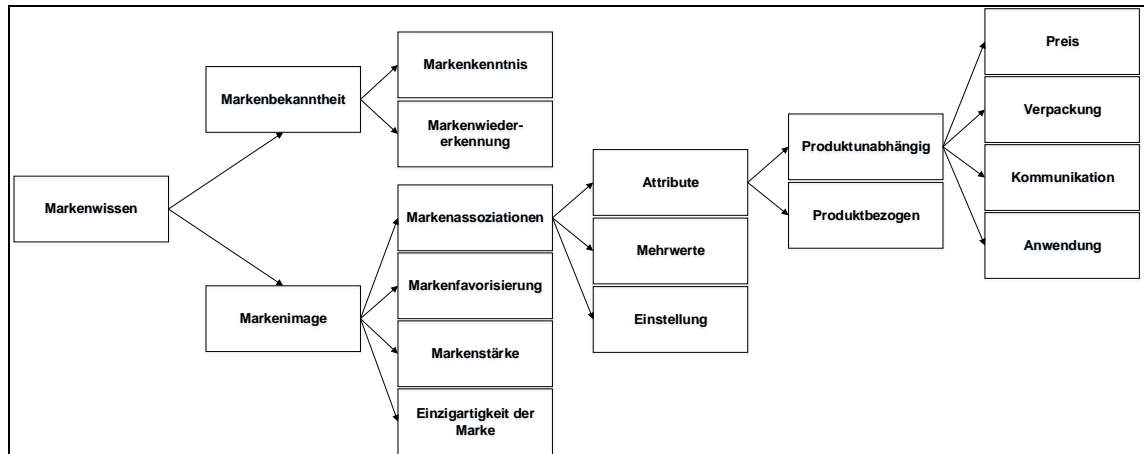 Markenwissen
Markenbekanntheit
Markenimage
Markenkenntnis
Markenwieder-
erkennung
Markenassoziationen
Markenfavorisierung
Markenstärke
Einzigartigkeit der
Marke
Attribute
Mehrwerte
Einstellung
Produktunabhängig
Produktbezogen
Preis
Verpackung
Kommunikation
Anwendung